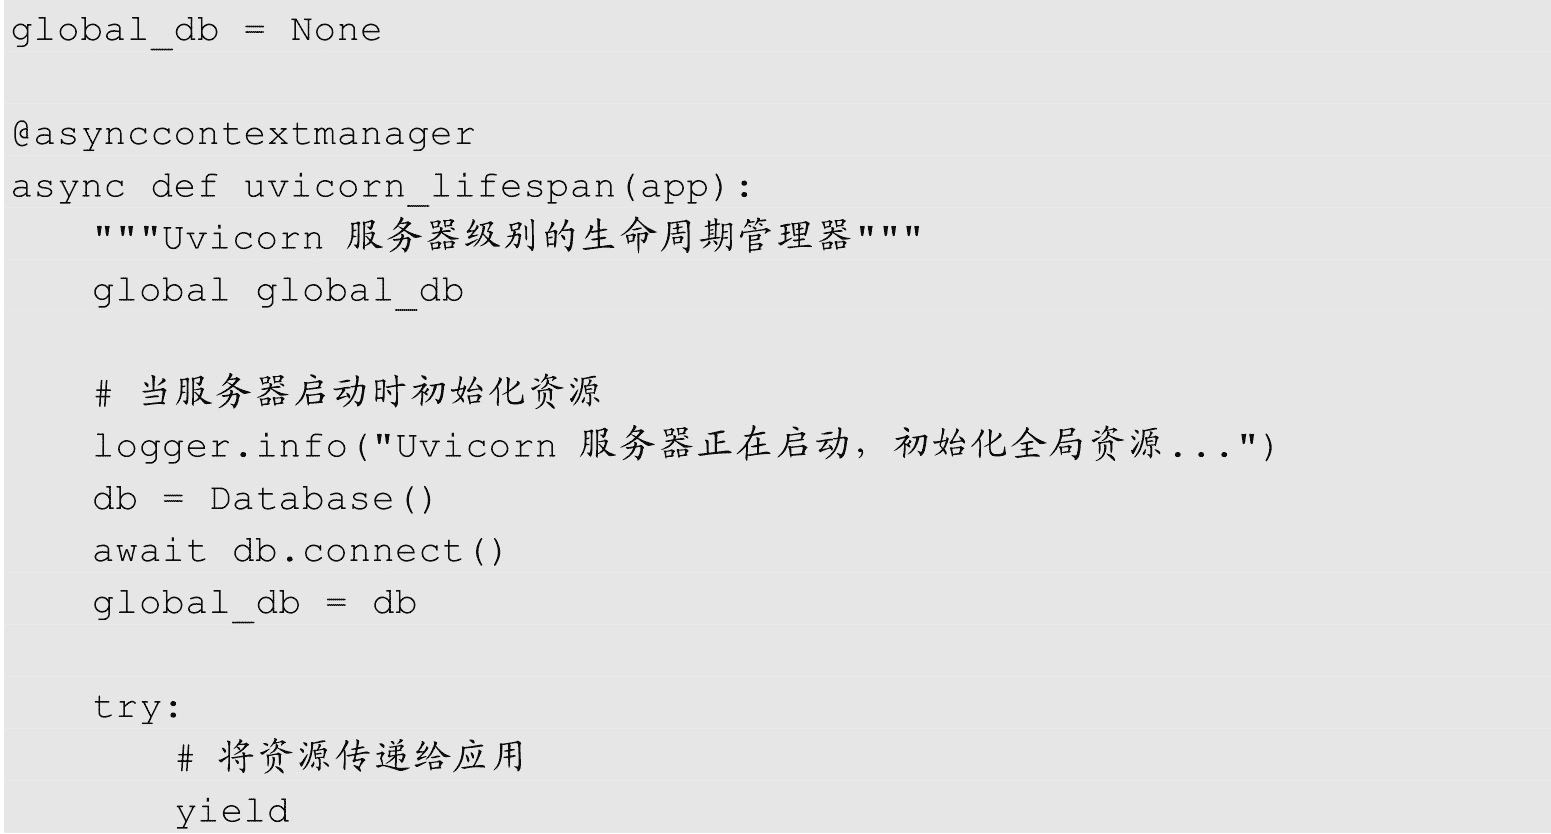 global_db = None
@asynccontextmanager
async def uvicorn_lifespan(app):
    """Uvicorn 服务器级别的生命周期管理器"""
    global global_db
    # 当服务器启动时初始化资源
    logger.info("Uvicorn 服务器正在启动，初始化全局资源...")
    db = Database()
    await db.connect()
    global_db = db
    try:
        # 将资源传递给应用
        yield